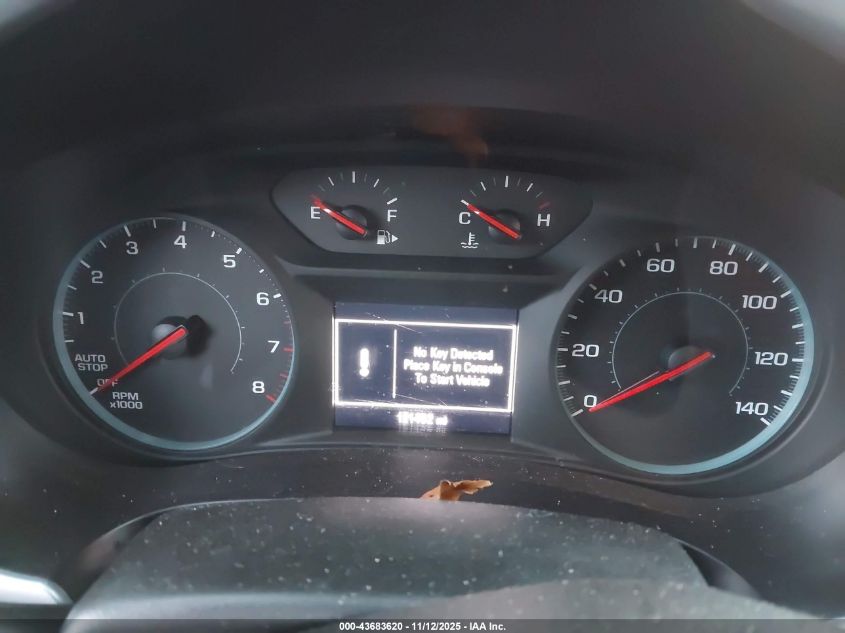 E
F
C
H
1
2
3
4
5
6
7
8
AUTO
STOP
OFF
RPM
x1000
No Key Detected
Place Key in Console
To Start Vehicle
mi
0
20
40
60
80
100
120
140
000-43683620 - 11/12/2025 - IAA Inc.